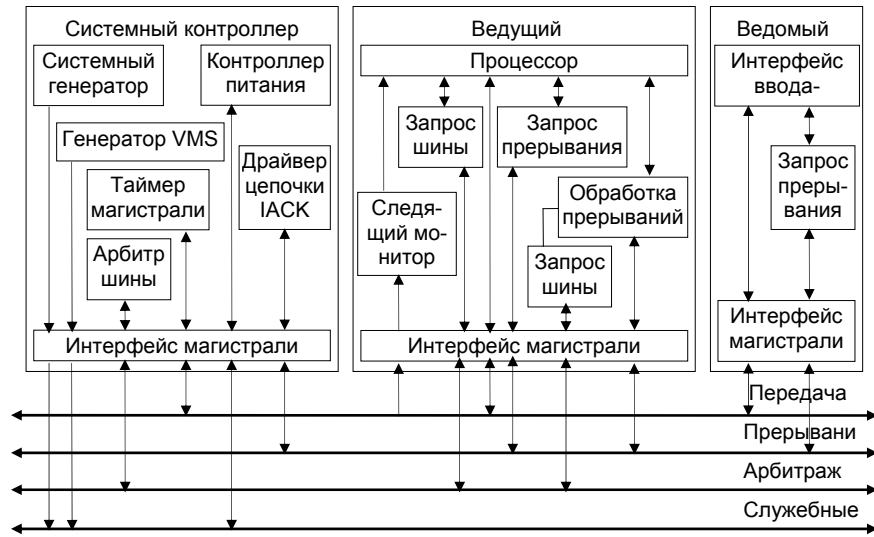 Системный контроллер
Системный
генератор
Контроллер
питания
Генератор VMS
Таймер
магистрали
Драйвер
цепочки
IACK
Арбитр
шины
Интерфейс магистрали
Ведущий
Процессор
Запрос
шины
Запрос
прерывания
Следя-
щий мо-
нитор
Обработка
прерываний
Запрос
шины
Интерфейс магистрали
Ведомый
Интерфейс
ввода-
Запрос
преры-
вания
Интерфейс
магистрали
Передача
Прерывани
Арбитраж
Служебные